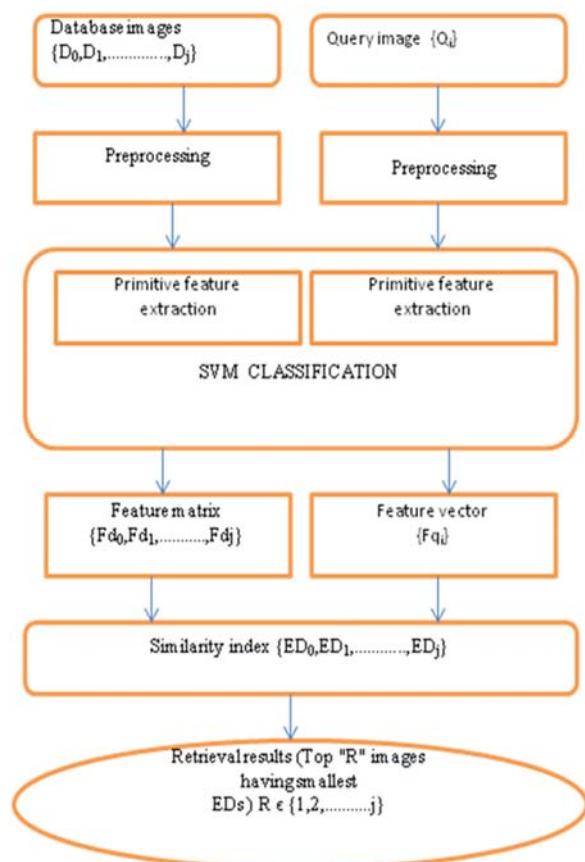 Database images
{D₀,D₁,..............,Dⱼ}
Query image {Qᵢ}
Preprocessing
Preprocessing
Primitive feature
extraction
Primitive feature
extraction
SVM CLASSIFICATION
Feature matrix
{Fd₀,Fd₁,...........,Fdj}
Feature vector
{Fqᵢ}
Similarity index {ED₀,ED₁,............,EDⱼ}
Retrieval results (Top "R" images
having smallest
EDs) R ϵ {1,2,..........j}